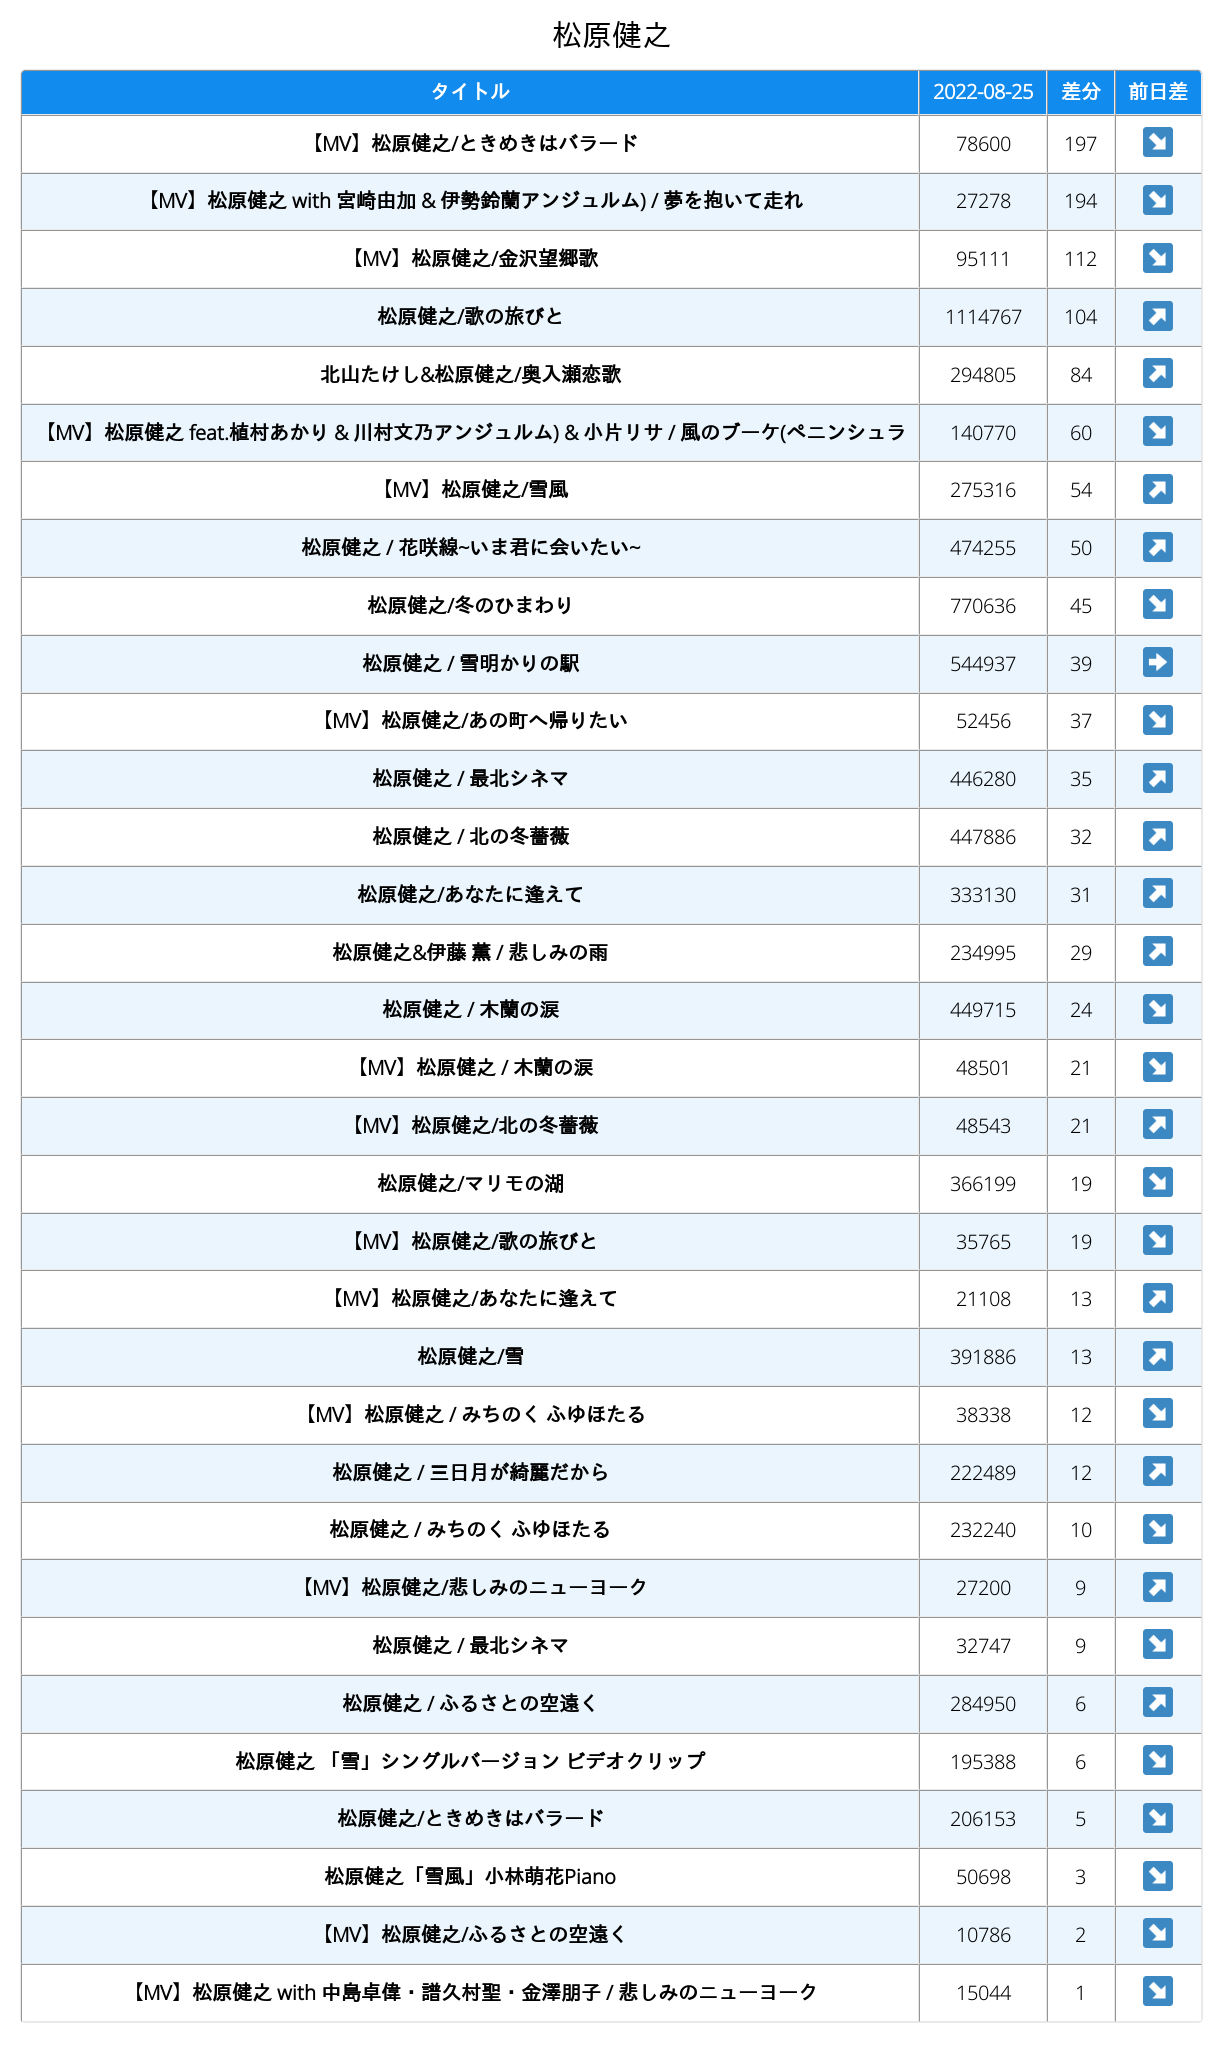 松原健之
タイトル 2022-08-25 差分 前日差
【MV】松原健之/ときめきはバラード 78600 197 ↘
【MV】松原健之 with 宮崎由加 & 伊勢鈴蘭アンジュルム) / 夢を抱いて走れ 27278 194 ↘
【MV】松原健之/金沢望郷歌 95111 112 ↘
松原健之/歌の旅びと 1114767 104 ↗
北山たけし&松原健之/奥入瀬恋歌 294805 84 ↗
【MV】松原健之 feat.植村あかり & 川村文乃アンジュルム) & 小片リサ / 風のブーケ(ペニンシュラ 140770 60 ↘
【MV】松原健之/雪風 275316 54 ↗
松原健之 / 花咲線~いま君に会いたい~ 474255 50 ↗
松原健之/冬のひまわり 770636 45 ↘
松原健之 / 雪明かりの駅 544937 39 ➡
【MV】松原健之/あの町へ帰りたい 52456 37 ↘
松原健之 / 最北シネマ 446280 35 ↗
松原健之 / 北の冬薔薇 447886 32 ↗
松原健之/あなたに逢えて 333130 31 ↗
松原健之&伊藤 薫 / 悲しみの雨 234995 29 ↗
松原健之 / 木蘭の涙 449715 24 ↘
【MV】松原健之 / 木蘭の涙 48501 21 ↘
【MV】松原健之/北の冬薔薇 48543 21 ↗
松原健之/マリモの湖 366199 19 ↘
【MV】松原健之/歌の旅びと 35765 19 ↘
【MV】松原健之/あなたに逢えて 21108 13 ↗
松原健之/雪 391886 13 ↗
【MV】松原健之 / みちのく ふゆほたる 38338 12 ↘
松原健之 / 三日月が綺麗だから 222489 12 ↗
松原健之 / みちのく ふゆほたる 232240 10 ↘
【MV】松原健之/悲しみのニューヨーク 27200 9 ↗
松原健之 / 最北シネマ 32747 9 ↘
松原健之 / ふるさとの空遠く 284950 6 ↗
松原健之 「雪」シングルバージョン ビデオクリップ 195388 6 ↘
松原健之/ときめきはバラード 206153 5 ↘
松原健之「雪風」小林萌花Piano 50698 3 ↘
【MV】松原健之/ふるさとの空遠く 10786 2 ↘
【MV】松原健之 with 中島卓偉・譜久村聖・金澤朋子 / 悲しみのニューヨーク 15044 1 ↘